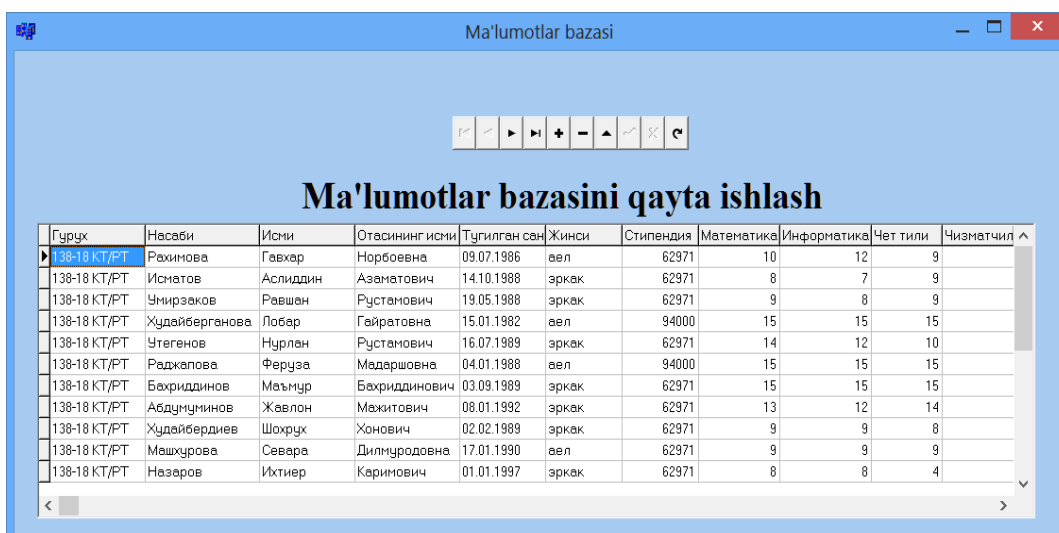 Ma'lumotlar bazasi
Ma'lumotlar bazasini qayta ishlash
Гурух Насаби Исми Отасининг исми Тугилган сан Жинси Стипендия Математика Информатика Чет тили Чизматчил
138-18 КТ/РТ Рахимова Гавхар Норбоевна 09.07.1986 аел 62971 10 12 9
138-18 КТ/РТ Исматов Аслиддин Азаматович 14.10.1988 эркак 62971 8 7 9
138-18 КТ/РТ Умирзаков Равшан Рустамович 19.05.1988 эркак 62971 9 8 9
138-18 КТ/РТ Худайберганова Лобар Гайратовна 15.01.1982 аел 94000 15 15 15
138-18 КТ/РТ Утегенов Нурлан Рустамович 16.07.1989 эркак 62971 14 12 10
138-18 КТ/РТ Раджапова Феруза Мадаршовна 04.01.1988 аел 94000 15 15 15
138-18 КТ/РТ Бахриддинов Маъмур Бахриддинович 03.09.1989 эркак 62971 15 15 15
138-18 КТ/РТ Абдумуминов Жавлон Мажитович 08.01.1992 эркак 62971 13 12 14
138-18 КТ/РТ Худайбердиев Шохрух Хонович 02.02.1989 эркак 62971 9 9 8
138-18 КТ/РТ Машхурова Севара Дилмуродовна 17.01.1990 аел 62971 9 9 9
138-18 КТ/РТ Назаров Ихтиер Каримович 01.01.1997 эркак 62971 8 8 4